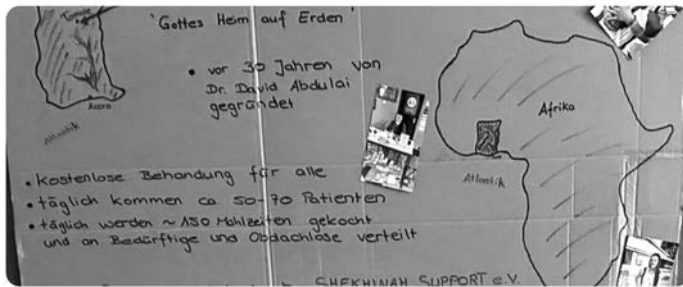 'Gottes Heim auf Erden'
• vor 30 Jahren von
Dr. David Abdulai
gegründet
Accra
Atlantik
Afrika
Atlantik
• kostenlose Behandung für alle
• täglich kommen ca. 50-70 Patienten
• täglich werden ~ 150 Mahlzeiten gekocht
und an Bedürftige und Obdachlose verteilt
SHEKHINAH SUPPORT e.V.